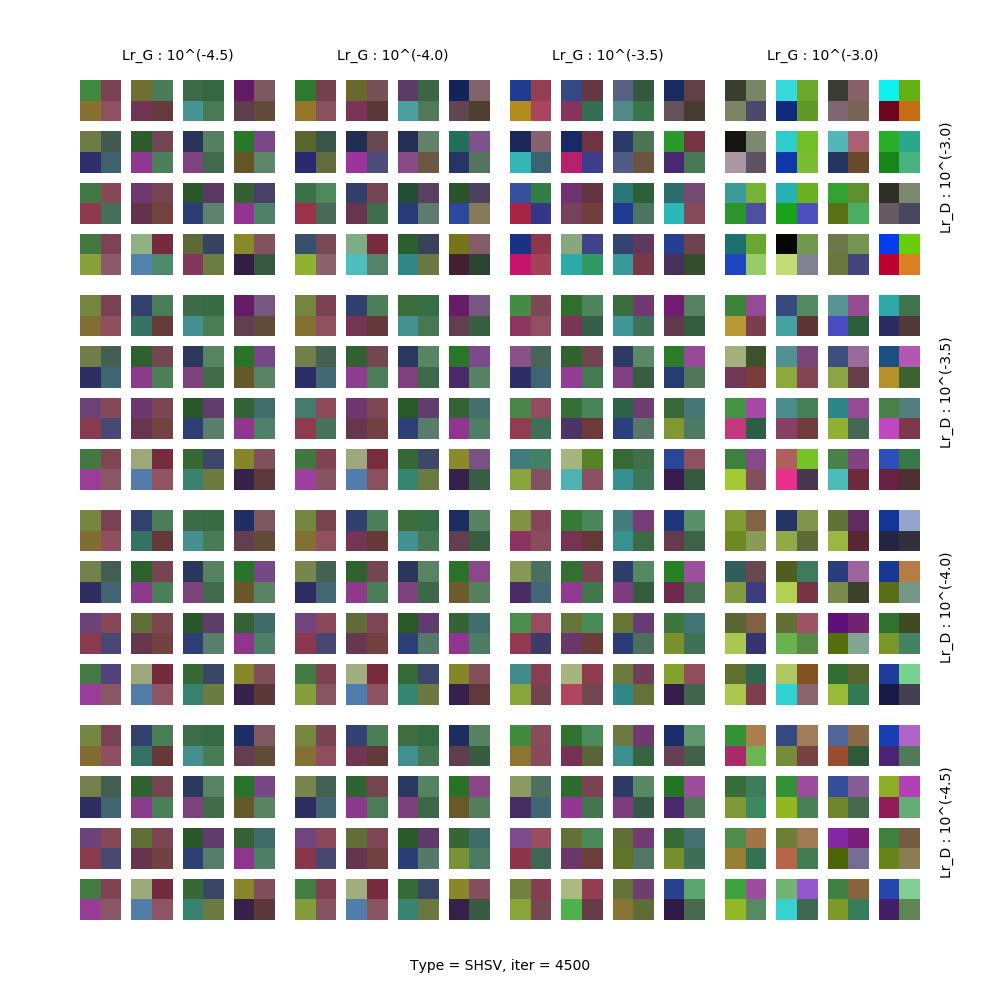 Lr_G : 10^(-4.5)
Lr_G : 10^(-4.0)
Lr_G : 10^(-3.5)
Lr_G : 10^(-3.0)
Lr_D : 10^(-3.0)
Lr_D : 10^(-3.5)
Lr_D : 10^(-4.0)
Lr_D : 10^(-4.5)
Type = SHSV, iter = 4500